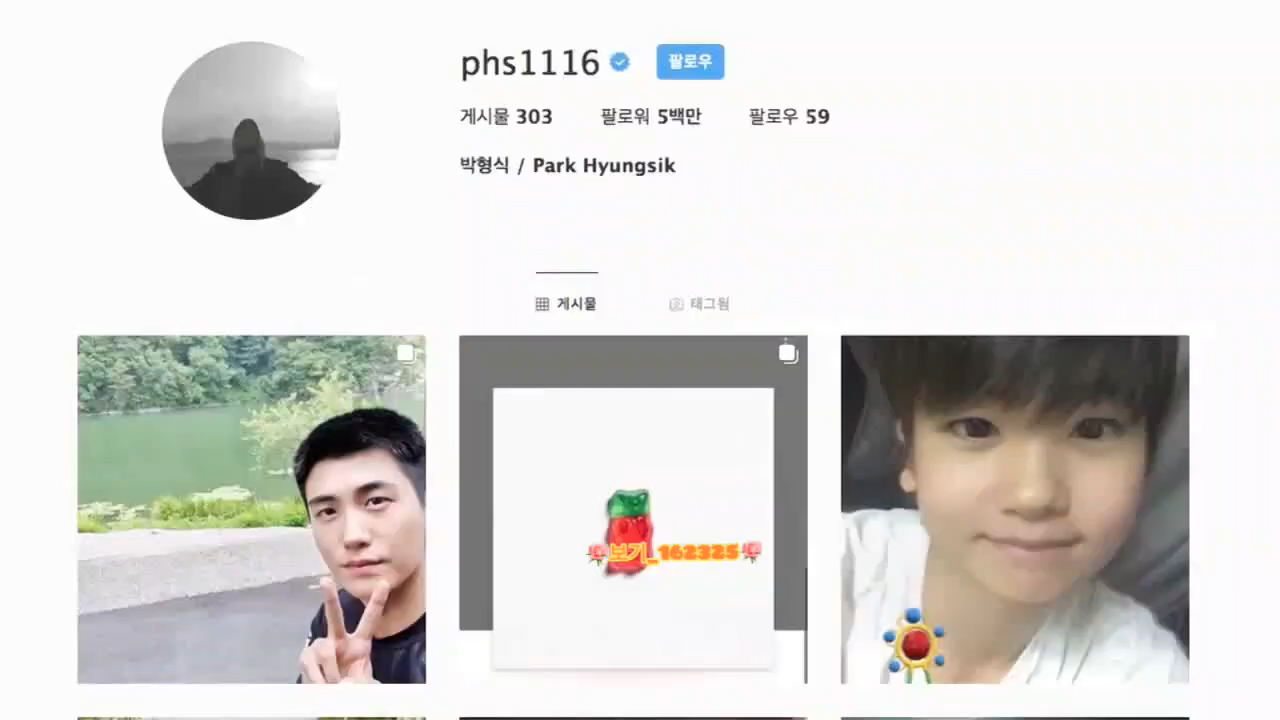 phs1116 팔로우
게시물 303 팔로워 5백만 팔로우 59
박형식 / Park Hyungsik
게시물 태그됨
보기_162325